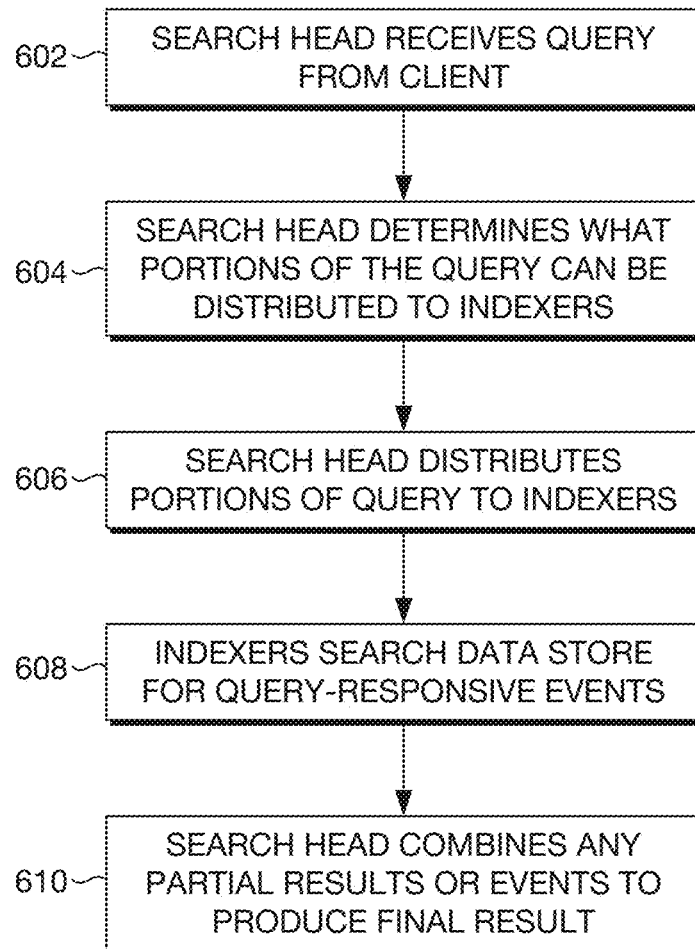 602
SEARCH HEAD RECEIVES QUERY
FROM CLIENT
604
SEARCH HEAD DETERMINES WHAT
PORTIONS OF THE QUERY CAN BE
DISTRIBUTED TO INDEXERS
606
SEARCH HEAD DISTRIBUTES
PORTIONS OF QUERY TO INDEXERS
608
INDEXERS SEARCH DATA STORE
FOR QUERY-RESPONSIVE EVENTS
610
SEARCH HEAD COMBINES ANY
PARTIAL RESULTS OR EVENTS TO
PRODUCE FINAL RESULT